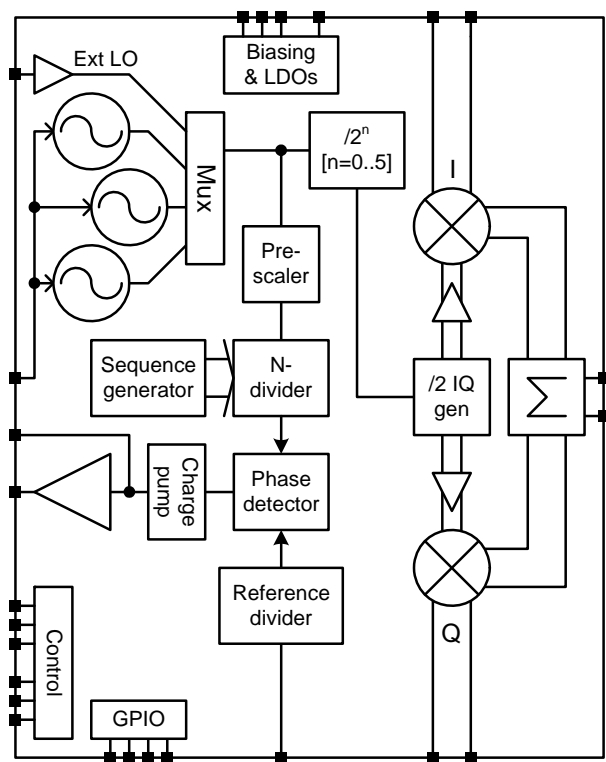 Ext LO
Biasing
& LDOs
Mux
/2ⁿ
[n=0..5]
I
Pre-
scaler
Sequence
generator
N-
divider
/2 IQ
gen
Σ
Charge
pump
Phase
detector
Reference
divider
Q
Control
GPIO